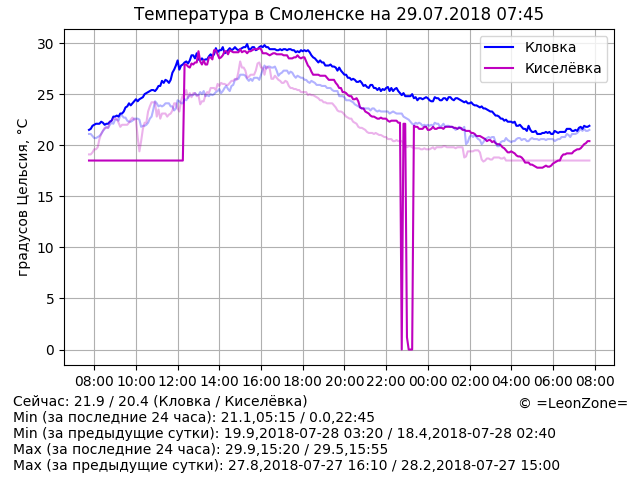 Температура в Смоленске на 29.07.2018 07:45
градусов Цельсия, °C
30
25
20
15
10
5
0
Кловка
Киселёвка
08:00 10:00 12:00 14:00 16:00 18:00 20:00 22:00 00:00 02:00 04:00 06:00 08:00
Сейчас: 21.9 / 20.4 (Кловка / Киселёвка)
© =LeonZone=
Min (за последние 24 часа): 21.1,05:15 / 0.0,22:45
Min (за предыдущие сутки): 19.9,2018-07-28 03:20 / 18.4,2018-07-28 02:40
Max (за последние 24 часа): 29.9,15:20 / 29.5,15:55
Max (за предыдущие сутки): 27.8,2018-07-27 16:10 / 28.2,2018-07-27 15:00